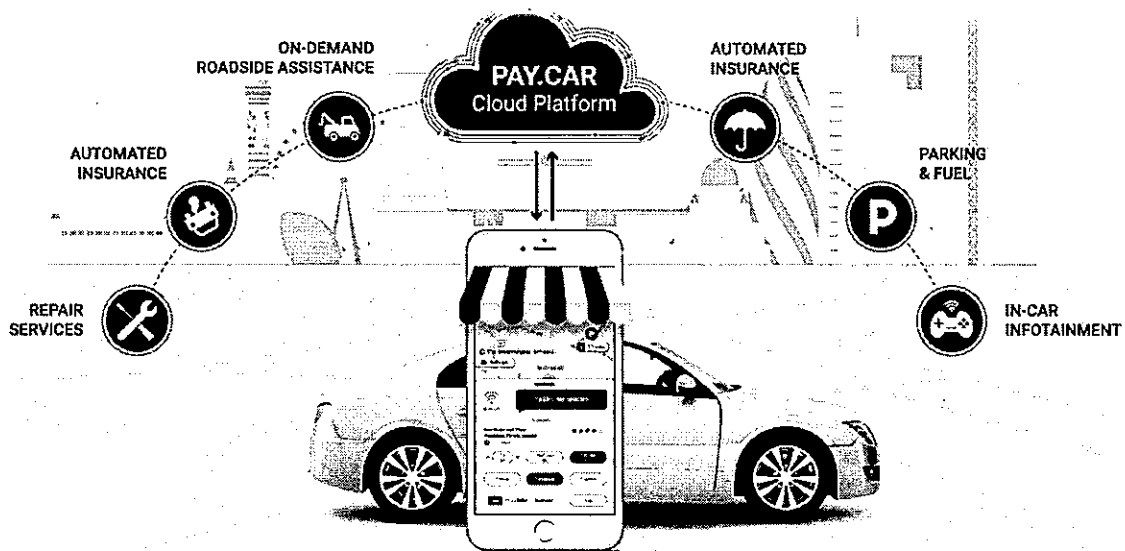 ON-DEMAND
ROADSIDE ASSISTANCE
PAY.CAR
Cloud Platform
AUTOMATED
INSURANCE
AUTOMATED
INSURANCE
PARKING
& FUEL
P
REPAIR
SERVICES
IN-CAR
INFOTAINMENT